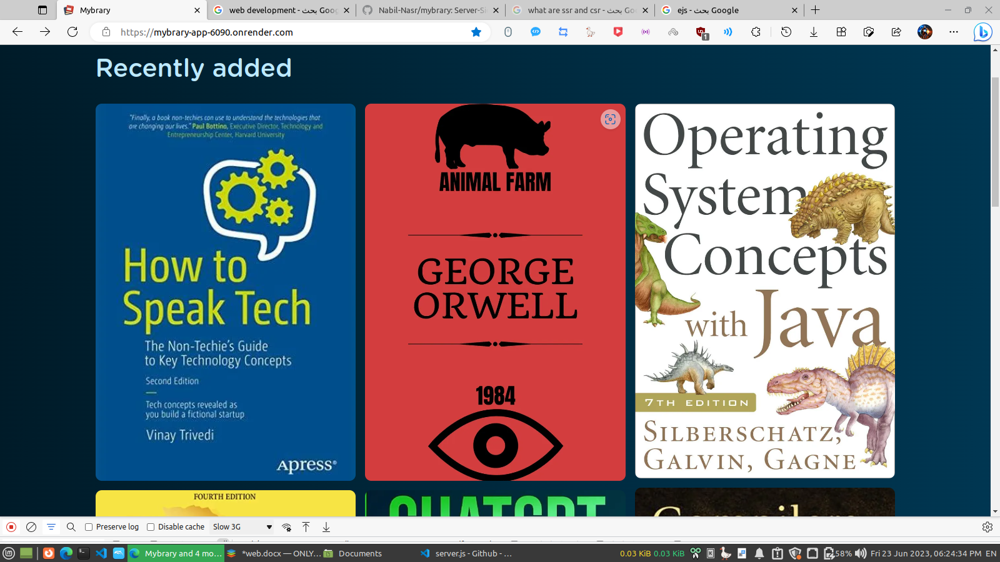 Mybrary
web development - بحث Goog
Nabil-Nasr/mybrary: Server-Si
what are ssr and csr - بحث Go
ejs - بحث Google
https://mybrary-app-6090.onrender.com
1
Recently added
"Finally, a book non-techies can use to understand the technologies that
are changing our lives." Paul Bottino, Executive Director, Technology and
Entrepreneurship Center, Harvard University
How to
Speak Tech
The Non-Techie's Guide
to Key Technology Concepts
Second Edition
Tech concepts revealed as
you build a fictional startup
Vinay Trivedi
Apress®
ANIMAL FARM
GEORGE
ORWELL
1984
Operating
System
Concepts
with Java
7TH EDITION
SILBERSCHATZ,
GALVIN, GAGNE
FOURTH EDITION
CHATGPT
Compilers
Preserve log
Disable cache
Slow 3G
Mybrary and 4 mo...
*web.docx — ONLY...
Documents
server.js - Github - ...
0.03 KiB 0.03 KiB
58%
Fri 23 Jun 2023, 06:24:34 PM
EN